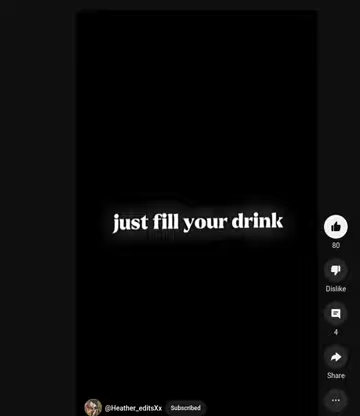 just fill your drink
80
Dislike
4
Share
@Heather_editsXx Subscribed